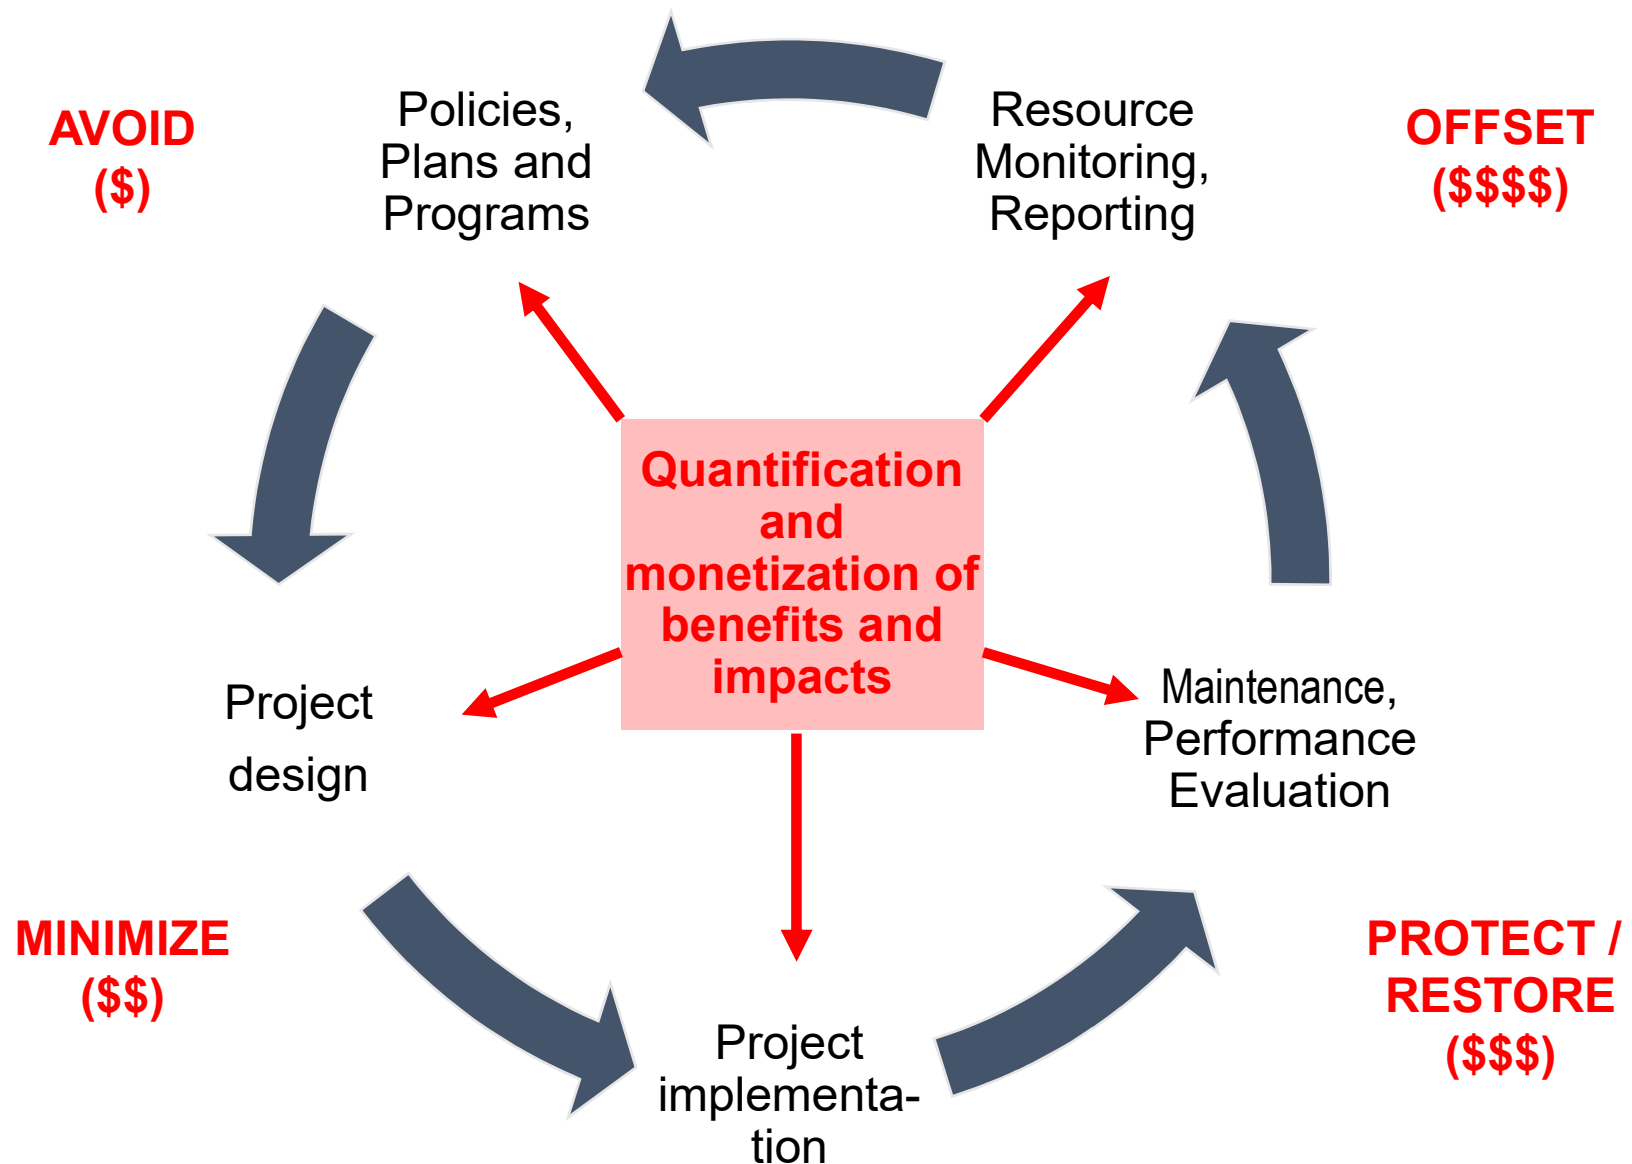 AVOID
($)
Policies,
Plans and
Programs
Resource
Monitoring,
Reporting
OFFSET
($$$$)
Quantification
and
monetization of
benefits and
impacts
Project
design
Maintenance,
Performance
Evaluation
MINIMIZE
($$)
Project
implementa-
tion
PROTECT /
RESTORE
($$$)